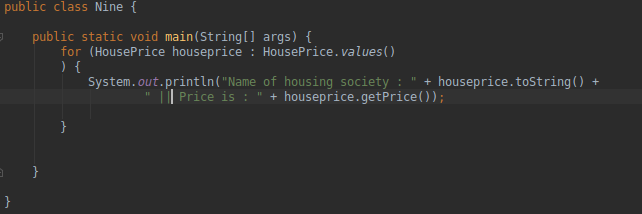 public class Nine {
public static void main(String[] args) {
for (HousePrice houseprice : HousePrice.values()
) {
System.out.println("Name of housing society : " + houseprice.toString() +
" || Price is : " + houseprice.getPrice());
}
}
}